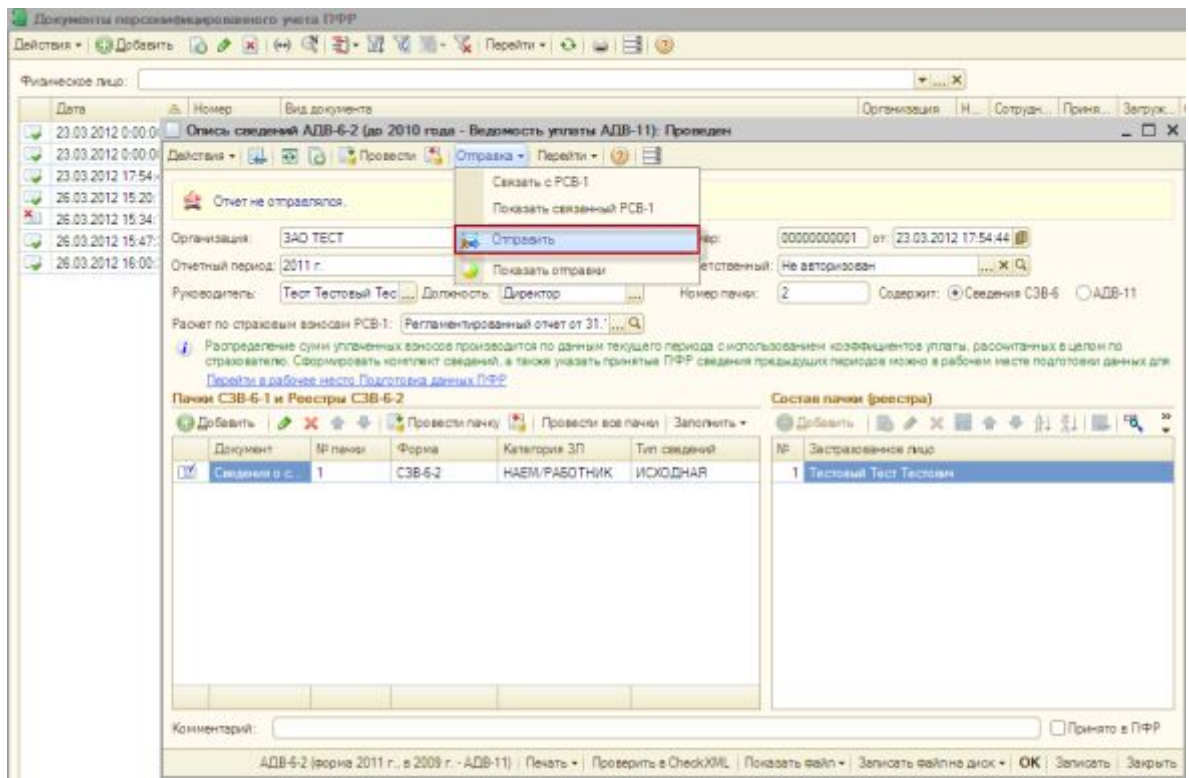 Документы персонифицированного учета ПФР
Действия Добавить Перейти
Физическое лицо:
Дата Номер Вид документа Организация Н... Сотрудн... Приня... Загруж...
23.03.2012 0:00:0
23.03.2012 0:00:0
23.03.2012 17:54:
26.03.2012 15:20:
26.03.2012 15:34:
26.03.2012 15:47:
26.03.2012 16:00:
Опись сведений АДВ-6-2 (до 2010 года - Ведомость уплаты АДВ-11): Проведен
Действия Провести Отправка Перейти
Связать с РСВ-1
Показать связанный РСВ-1
Отправить
Показать отправки
Отчет не отправлялся.
Организация: ЗАО ТЕСТ 00000000001 от: 23.03.2012 17:54:44
Отчетный период: 2011 г. етственный: Не авторизован
Руководитель: Тест Тестовый Тес ... Должность: Директор ... Номер пачки: 2 Содержит: Сведения СЗВ-6 АДВ-11
Расчет по страховым взносам РСВ-1: Регламентированный отчет от 31.
Распределение сумм уплаченных взносов производится по данным текущего периода с использованием коэффициентов уплаты, рассчитанных в целом по
страхователю. Сформировать комплект сведений, а также указать принятые ПФР сведения предыдущих периодов можно в рабочем месте подготовки данных для
Перейти в рабочее место Подготовка данных ПФР
Пачки СЗВ-6-1 и Реестры СЗВ-6-2
Добавить Провести пачку Провести все пачки Заполнить
Документ № пачки Форма Категория ЗЛ Тип сведений
Сведения о с... 1 СЗВ-6-2 НАЕМ/РАБОТНИК ИСХОДНАЯ
Состав пачки (реестра)
Добавить
№ Застрахованное лицо
1 Тестовый Тест Тестович
Комментарий: Принято в ПФР
АДВ-6-2 (форма 2011 г., в 2009 г. - АДВ-11) Печать Проверить в CheckXML Показать файл Записать файл на диск ОК Записать Закрыть